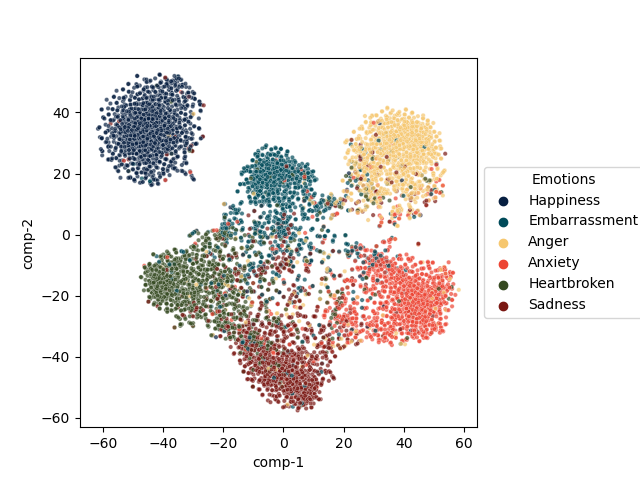 40
20
0
−20
−40
−60
comp-2
−60
−40
−20
0
20
40
60
comp-1
Emotions
Happiness
Embarrassment
Anger
Anxiety
Heartbroken
Sadness